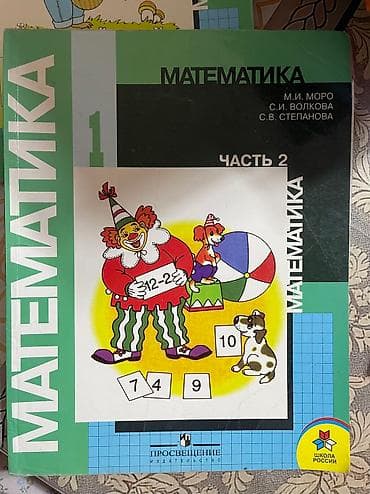 МАТЕМАТИКА
М.И. МОРО
С.И. ВОЛКОВА
С.В. СТЕПАНОВА
1
ЧАСТЬ 2
МАТЕМАТИКА
МАТЕМАТИКА
12-2
10
7 4 9
ПРОСВЕЩЕНИЕ
ИЗДАТЕЛЬСТВО
ШКОЛА
РОССИИ